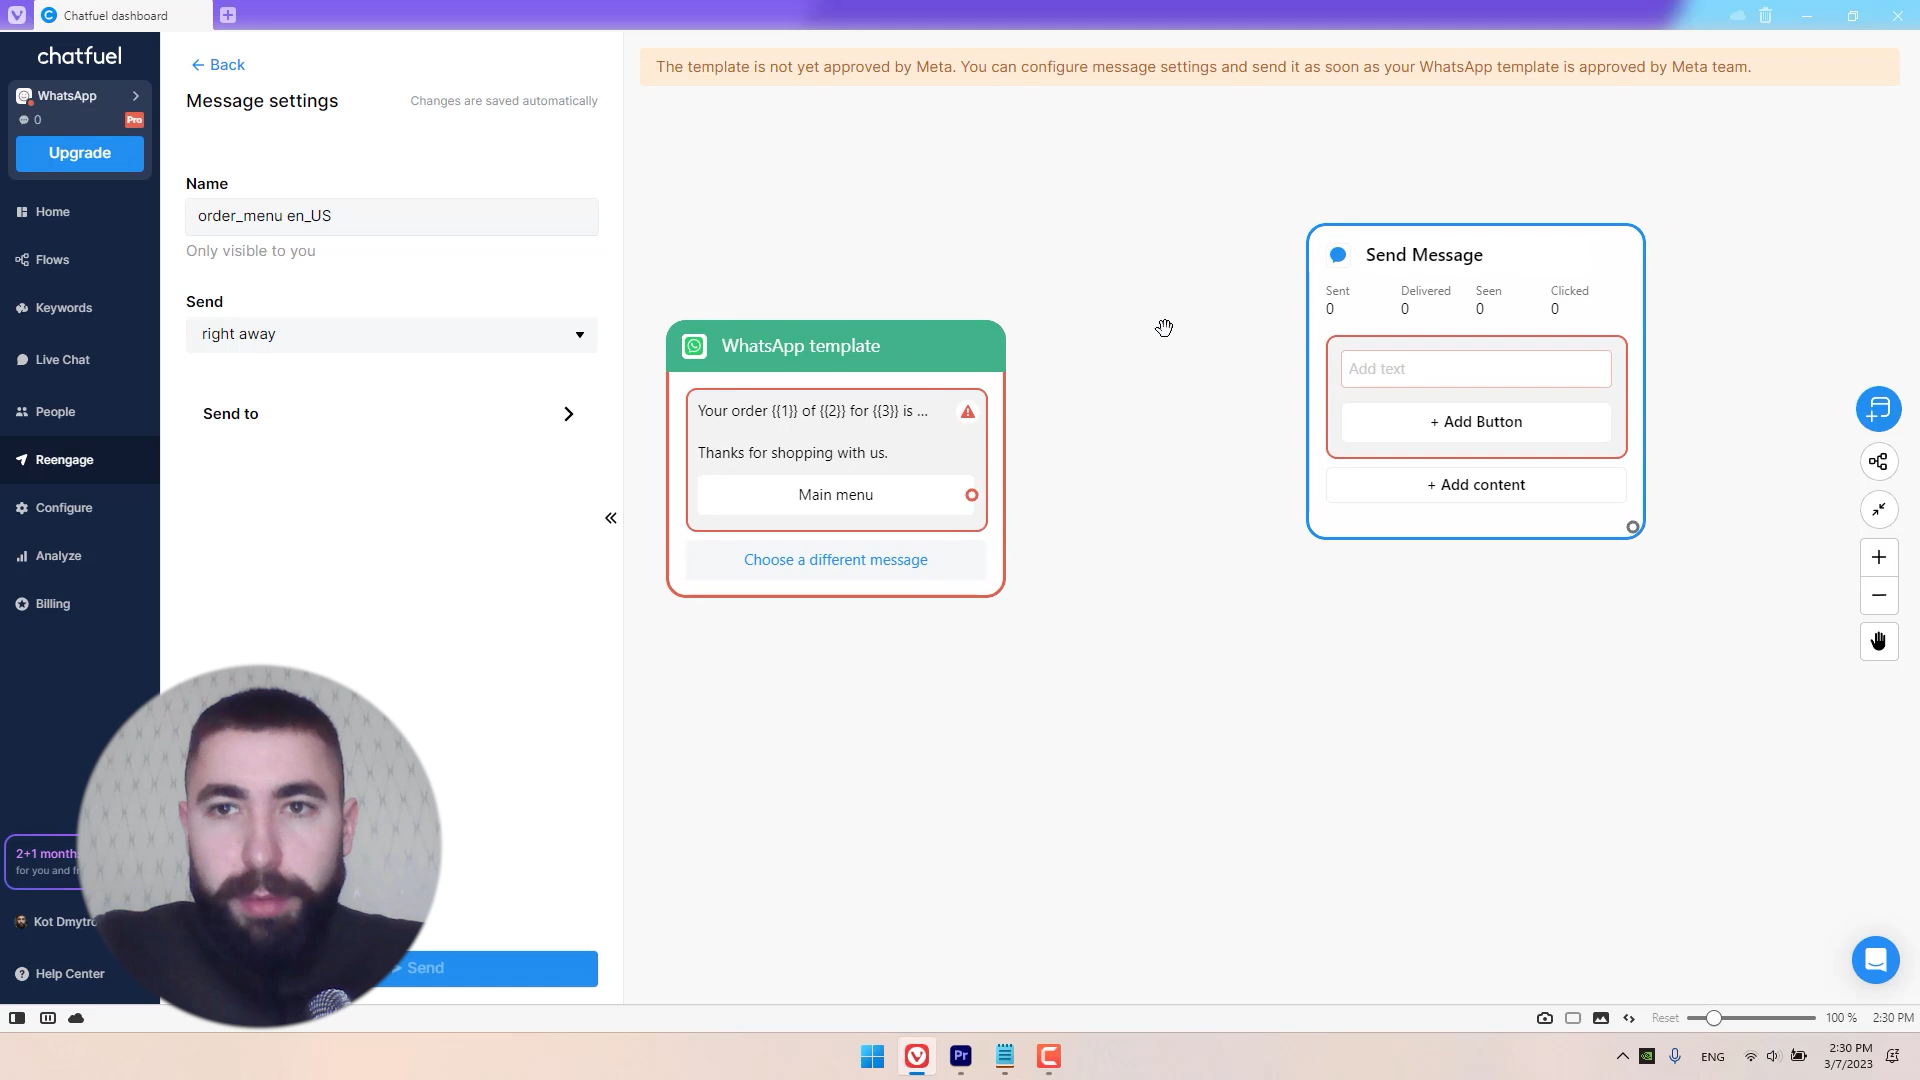 Chatfuel dashboard
chatfuel
WhatsApp
0
Pro
Upgrade
Home
Flows
Keywords
Live Chat
People
Reengage
Configure
Analyze
Billing
2+1 month
for you and
Kot Dmytro
Help Center
Back
Message settings
Changes are saved automatically
Name
order_menu en_US
Only visible to you
Send
right away
Send to
Send
The template is not yet approved by Meta. You can configure message settings and send it as soon as your WhatsApp template is approved by Meta team.
WhatsApp template
Your order {{1}} of {{2}} for {{3}} is ...
Thanks for shopping with us.
Main menu
Choose a different message
Send Message
Sent Delivered Seen Clicked
0 0 0 0
Add text
+ Add Button
+ Add content
Reset 100 % 2:30 PM
Pr
ENG
2:30 PM
3/7/2023